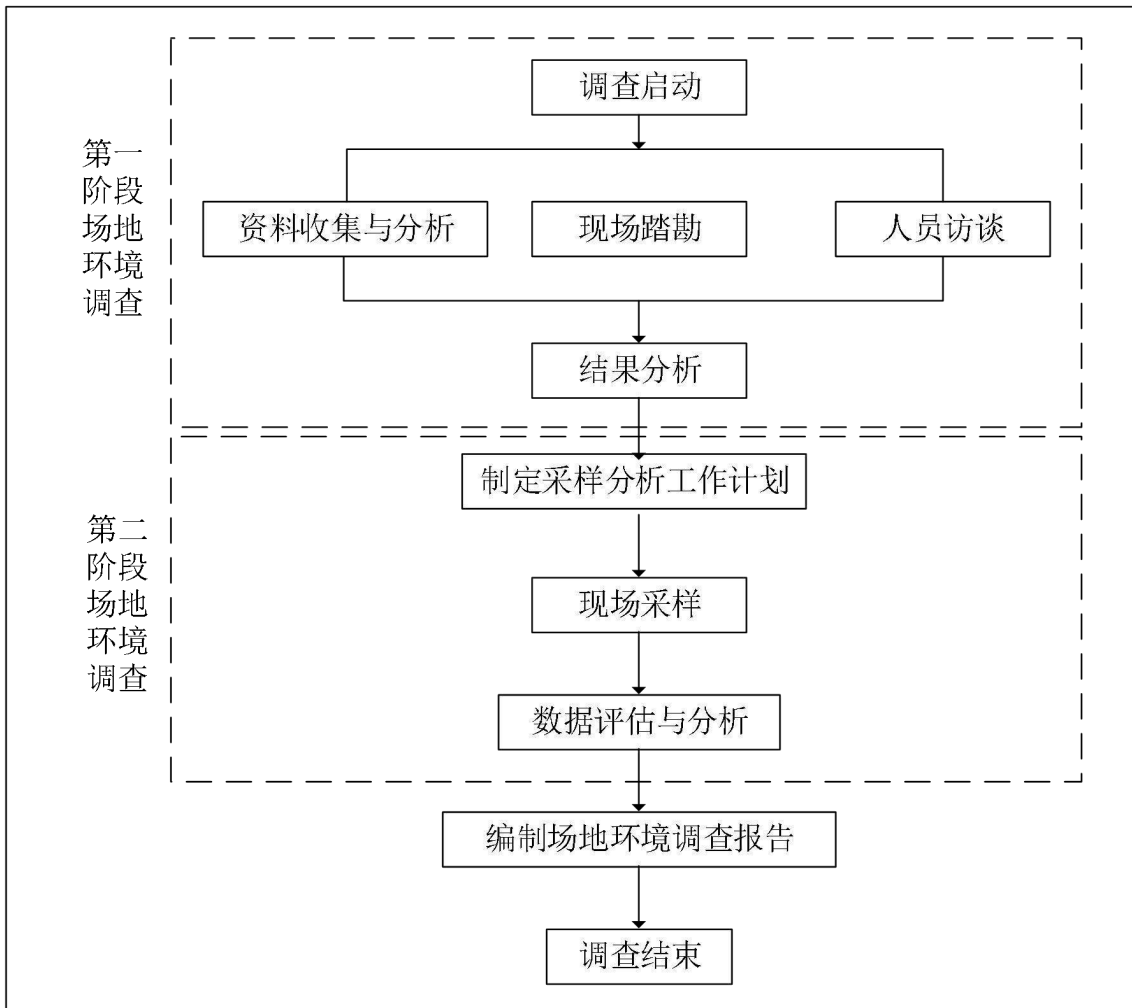 调查启动
第一
阶段
场地
环境
调查
资料收集与分析
现场踏勘
人员访谈
结果分析
制定采样分析工作计划
第二
阶段
场地
环境
调查
现场采样
数据评估与分析
编制场地环境调查报告
调查结束